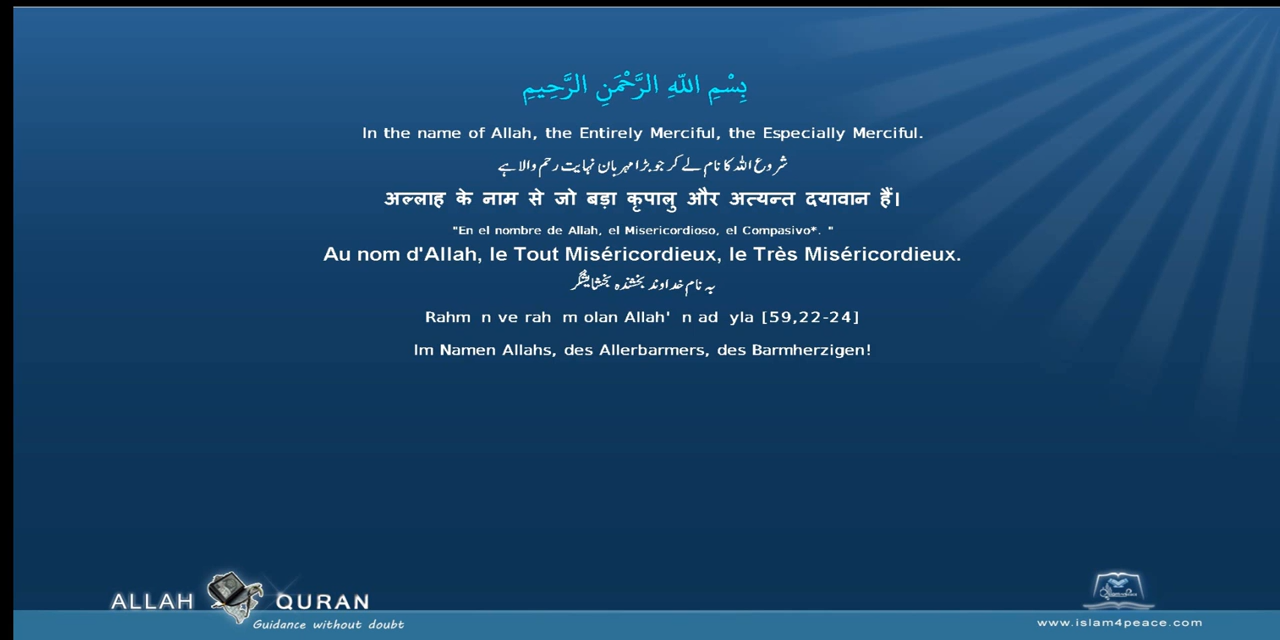 بِسْمِ اللّهِ الرَّحْمَنِ الرَّحِيمِ
In the name of Allah, the Entirely Merciful, the Especially Merciful.
شروع اللہ کا نام لے کر جو بڑا مہربان نہایت رحم والا ہے
अल्लाह के नाम से जो बड़ा कृपालु और अत्यन्त दयावान हैं।
"En el nombre de Allah, el Misericordioso, el Compasivo*. "
Au nom d'Allah, le Tout Miséricordieux, le Très Miséricordieux.
به نام خداوند بخشنده بخشایشگر
Rahm n ve rah m olan Allah' n ad yla [59,22-24]
Im Namen Allahs, des Allerbarmers, des Barmherzigen!
ALLAH QURAN
Guidance without doubt
www.islam4peace.com